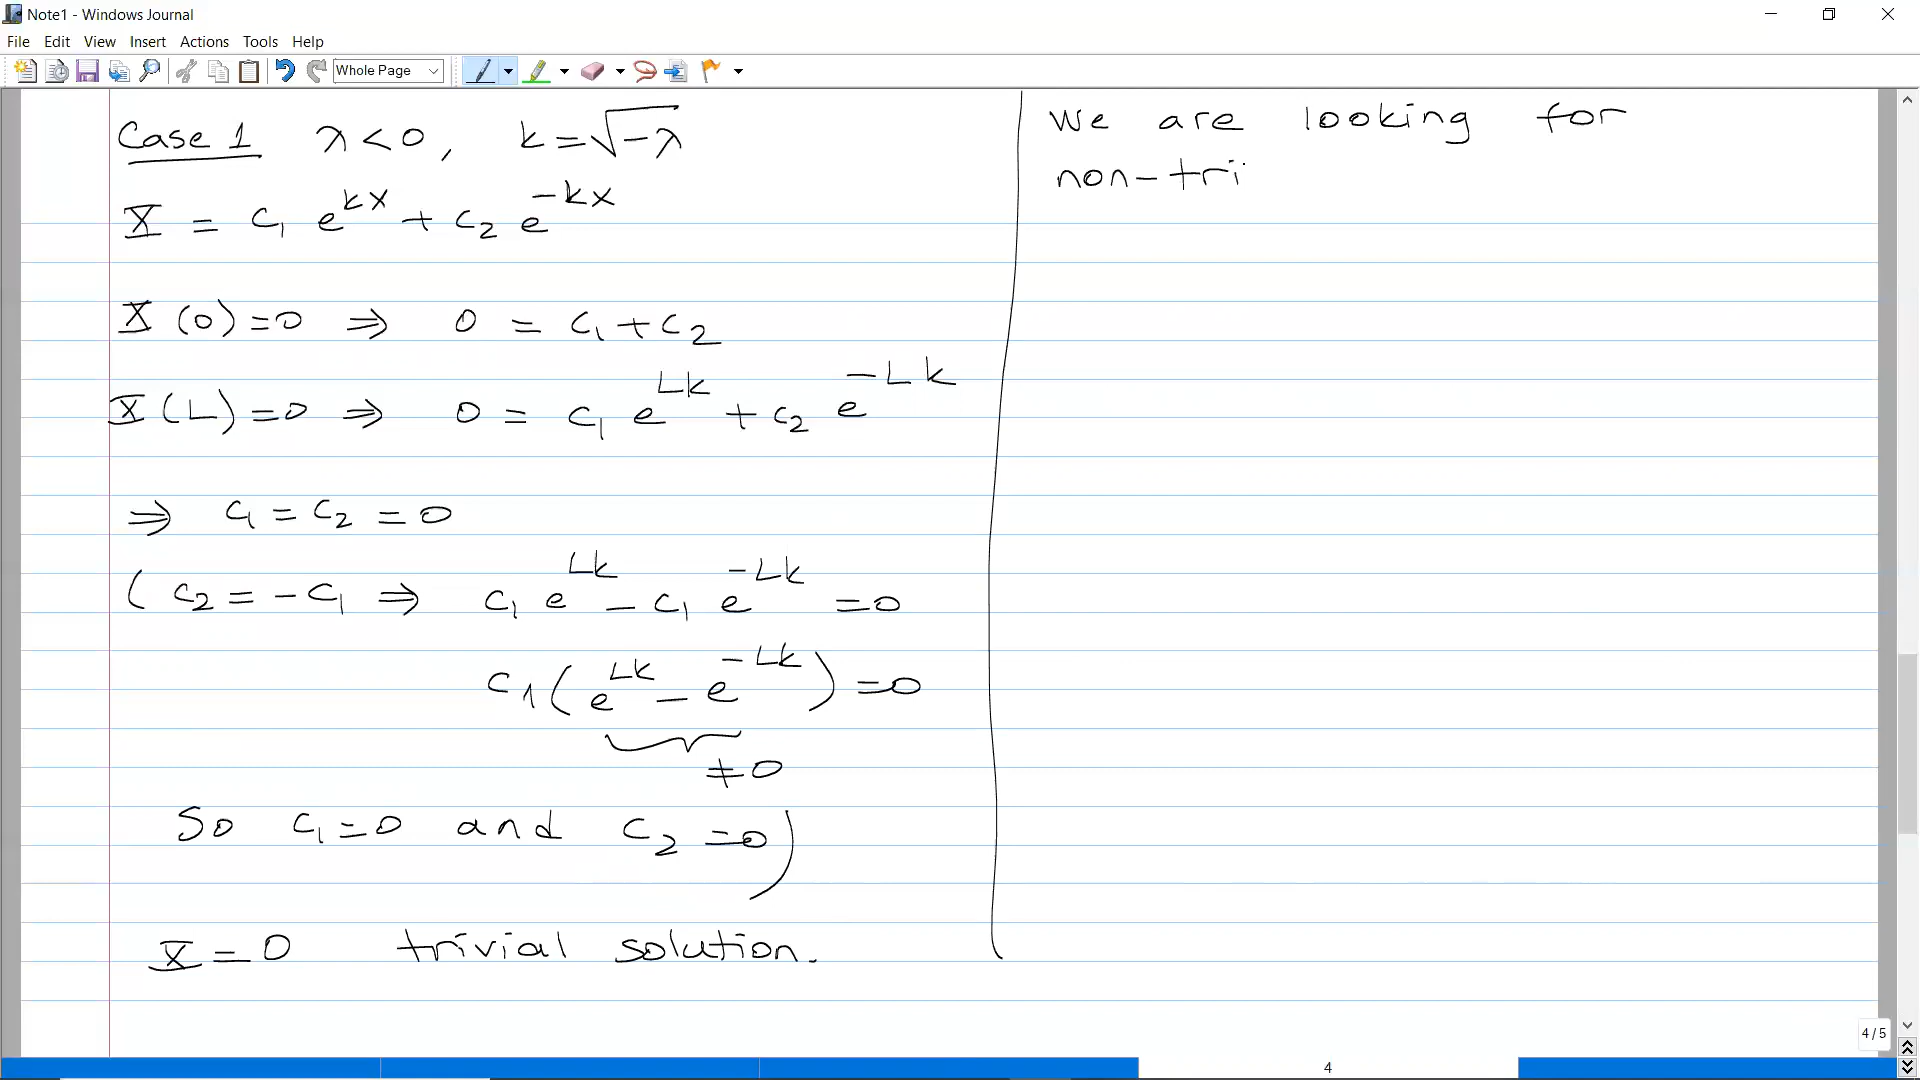 Note1 - Windows Journal
File Edit View Insert Actions Tools Help
Whole Page
Case 1 λ<0, k=√-λ
X = c₁ e^{kx} + c₂ e^{-kx}
X(0)=0 ⇒ 0 = c₁+c₂
X(L)=0 ⇒ 0 = c₁ e^{Lk} + c₂ e^{-Lk}
⇒ c₁ = c₂ = 0
( c₂ = -c₁ ⇒ c₁ e^{Lk} - c₁ e^{-Lk} =0
c₁(e^{Lk} - e^{-Lk}) =0
≠0
So c₁=0 and c₂=0)
X=0 trivial solution.
We are looking for
non-tri
4/5
4